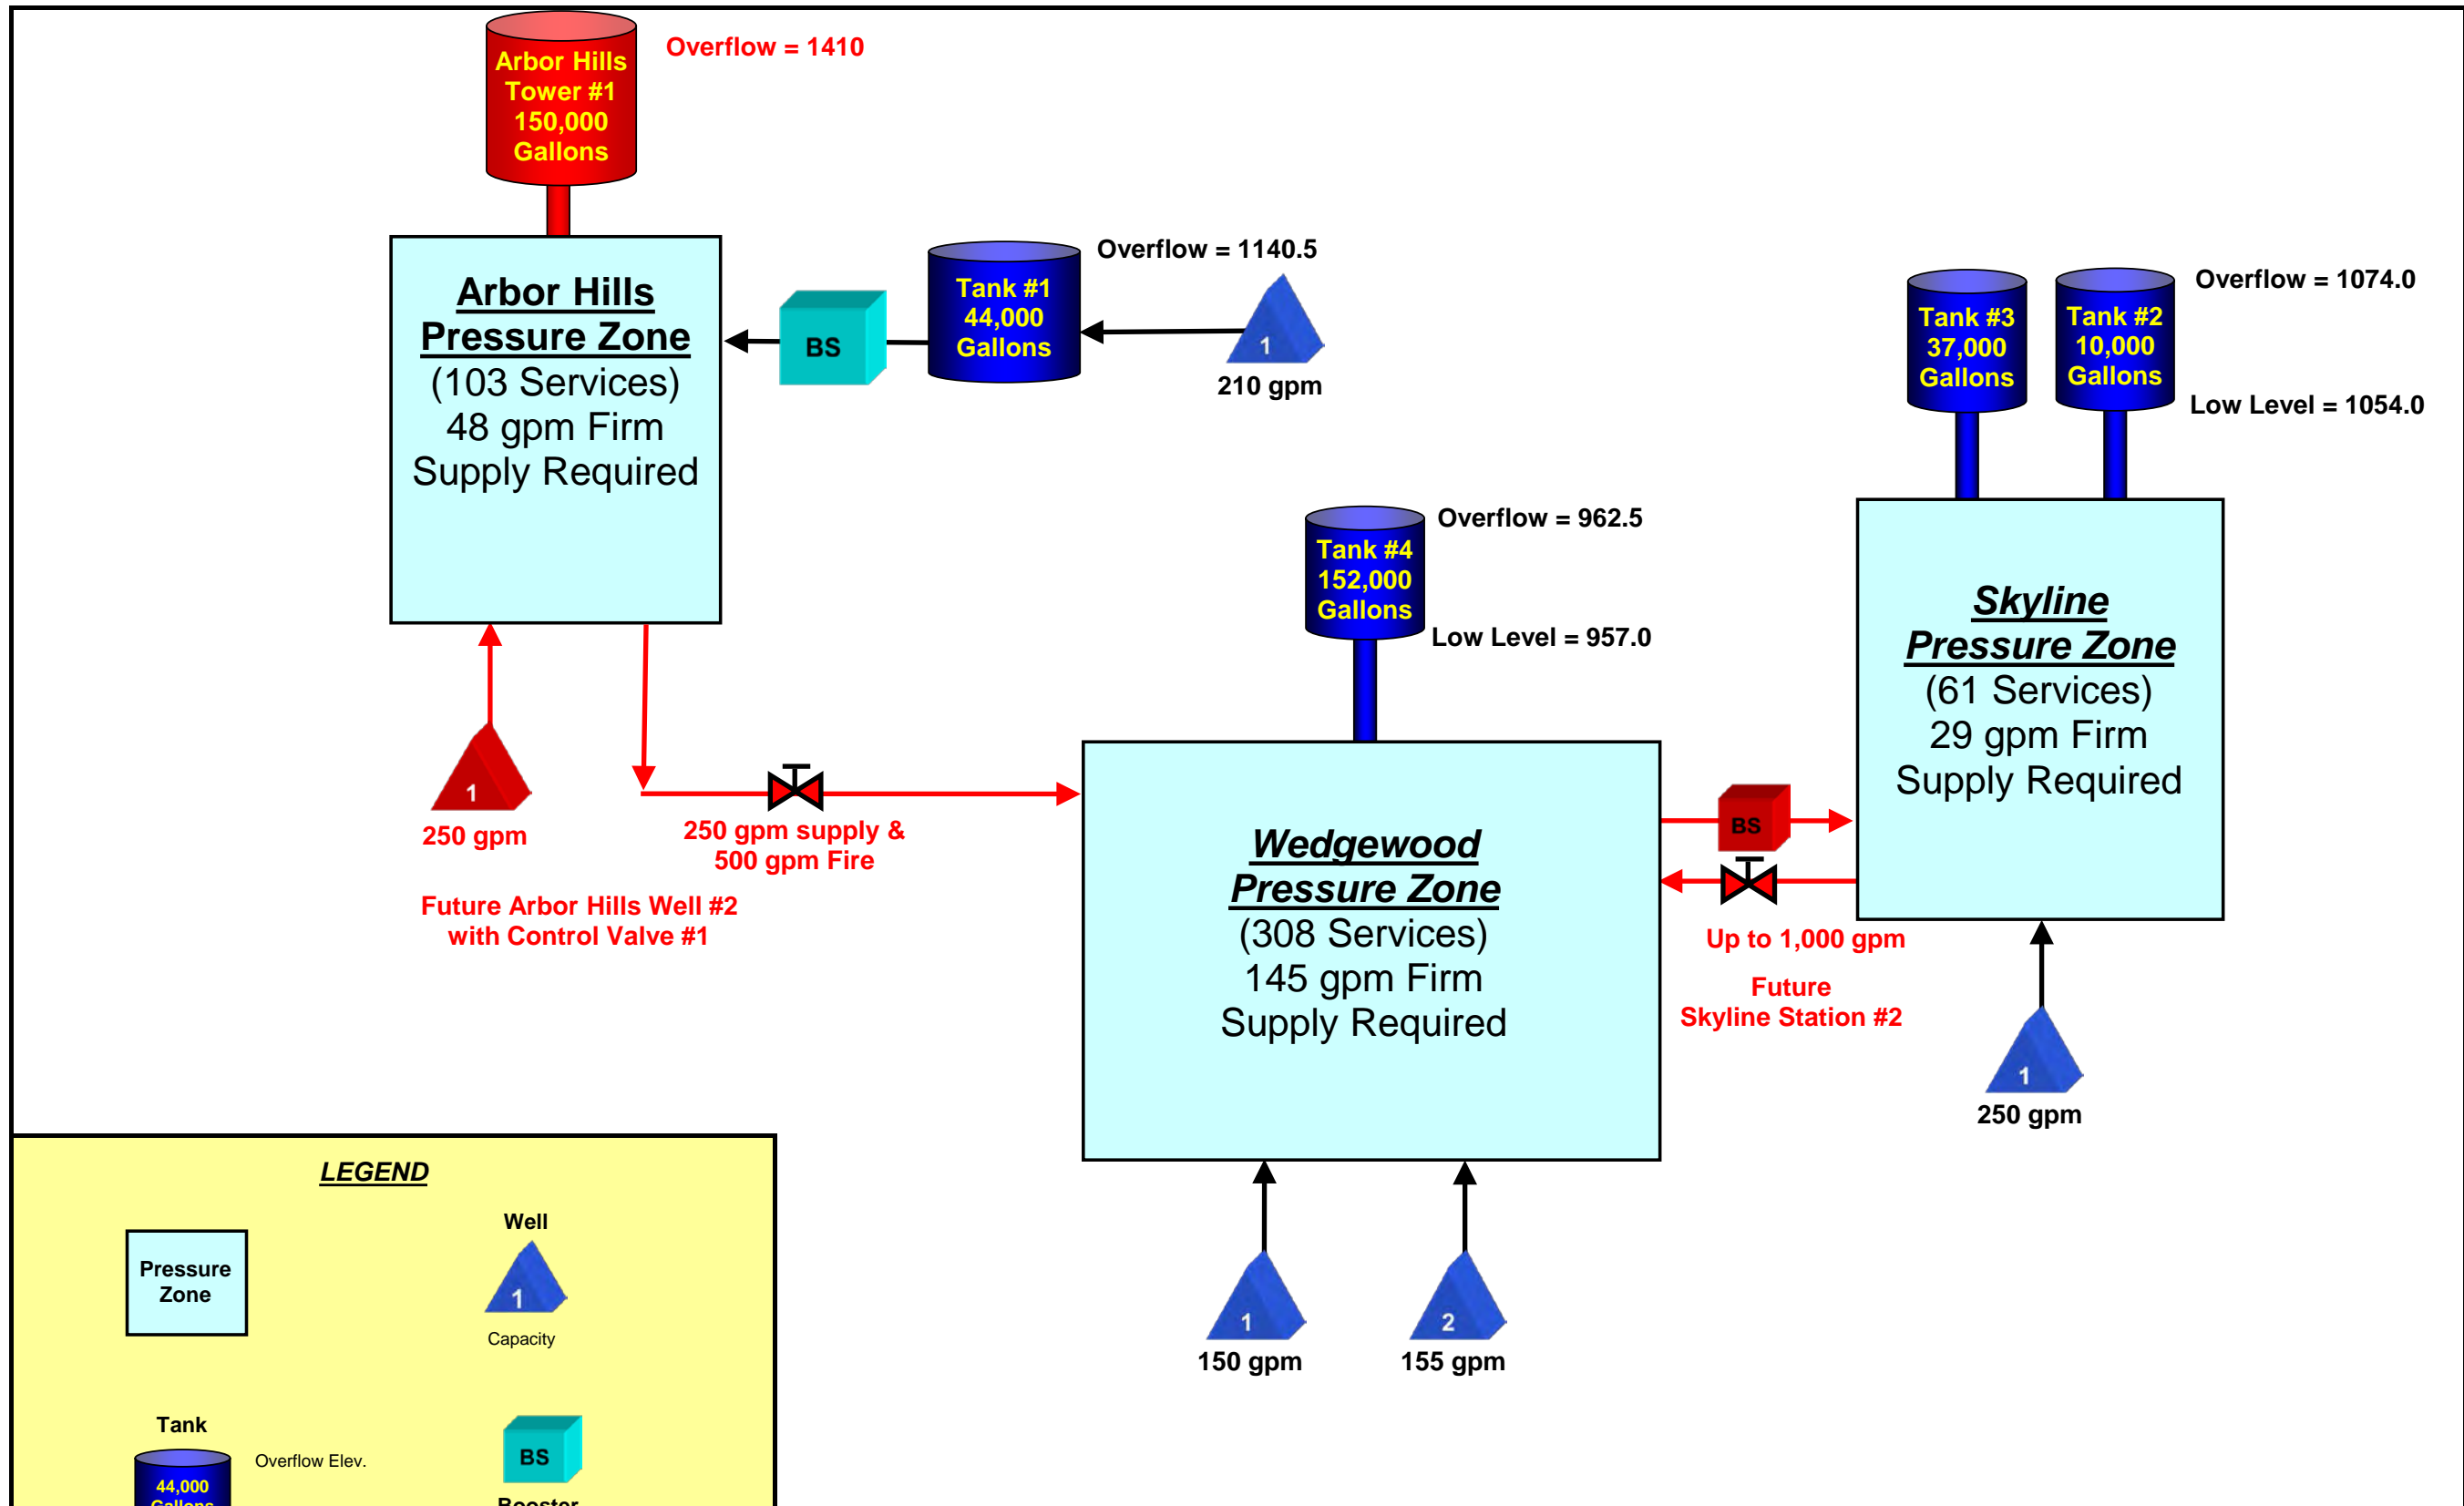 Arbor Hills
Tower #1
150,000
Gallons
Overflow = 1410
Arbor Hills
Pressure Zone
(103 Services)
48 gpm Firm
Supply Required
BS
Tank #1
44,000
Gallons
Overflow = 1140.5
1
210 gpm
Tank #3
37,000
Gallons
Tank #2
10,000
Gallons
Overflow = 1074.0
Low Level = 1054.0
Tank #4
152,000
Gallons
Overflow = 962.5
Low Level = 957.0
Skyline
Pressure Zone
(61 Services)
29 gpm Firm
Supply Required
1
250 gpm
250 gpm supply &
500 gpm Fire
Future Arbor Hills Well #2
with Control Valve #1
Wedgewood
Pressure Zone
(308 Services)
145 gpm Firm
Supply Required
BS
Up to 1,000 gpm
Future
Skyline Station #2
1
250 gpm
1
150 gpm
2
155 gpm
LEGEND
Pressure
Zone
Well
1
Capacity
Tank
44,000
Gallons
Overflow Elev.
BS
Booster